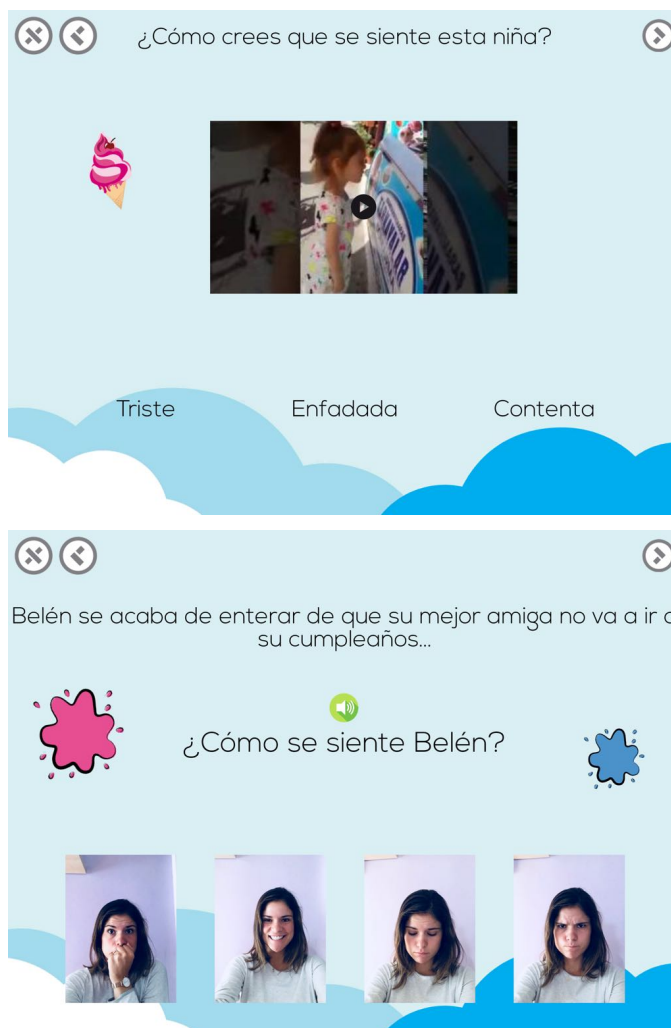 ¿Cómo crees que se siente esta niña?
Triste Enfadada Contenta
Belén se acaba de enterar de que su mejor amiga no va a ir
su cumpleaños...
¿Cómo se siente Belén?